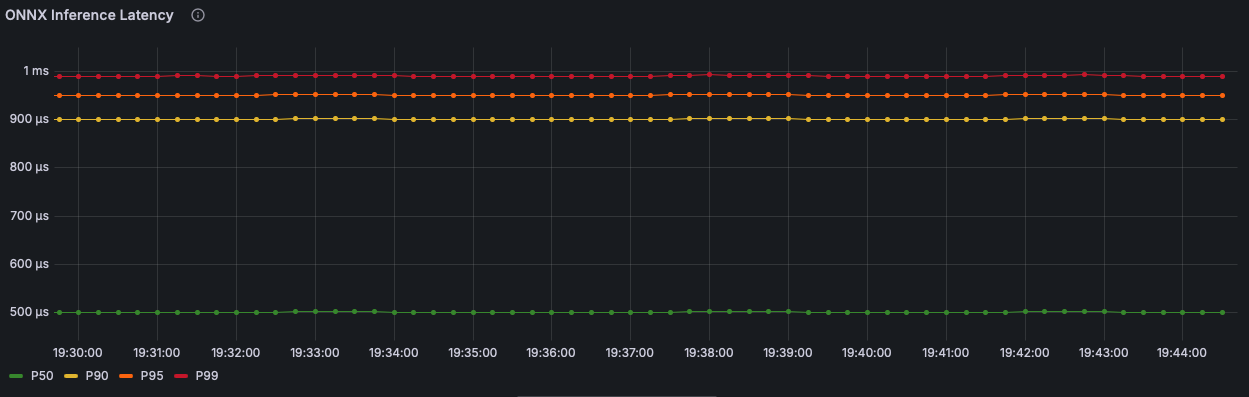 ONNX Inference Latency
1 ms
900 µs
800 µs
700 µs
600 µs
500 µs
19:30:00 19:31:00 19:32:00 19:33:00 19:34:00 19:35:00 19:36:00 19:37:00 19:38:00 19:39:00 19:40:00 19:41:00 19:42:00 19:43:00 19:44:00
P50 P90 P95 P99